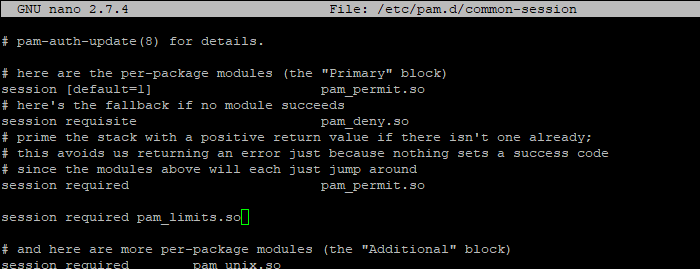 GNU nano 2.7.4 File: /etc/pam.d/common-session
# pam-auth-update(8) for details.
# here are the per-package modules (the "Primary" block)
session [default=1] pam_permit.so
# here's the fallback if no module succeeds
session requisite pam_deny.so
# prime the stack with a positive return value if there isn't one already;
# this avoids us returning an error just because nothing sets a success code
# since the modules above will each just jump around
session required pam_permit.so
session required pam_limits.so
# and here are more per-package modules (the "Additional" block)
session required pam_unix.so